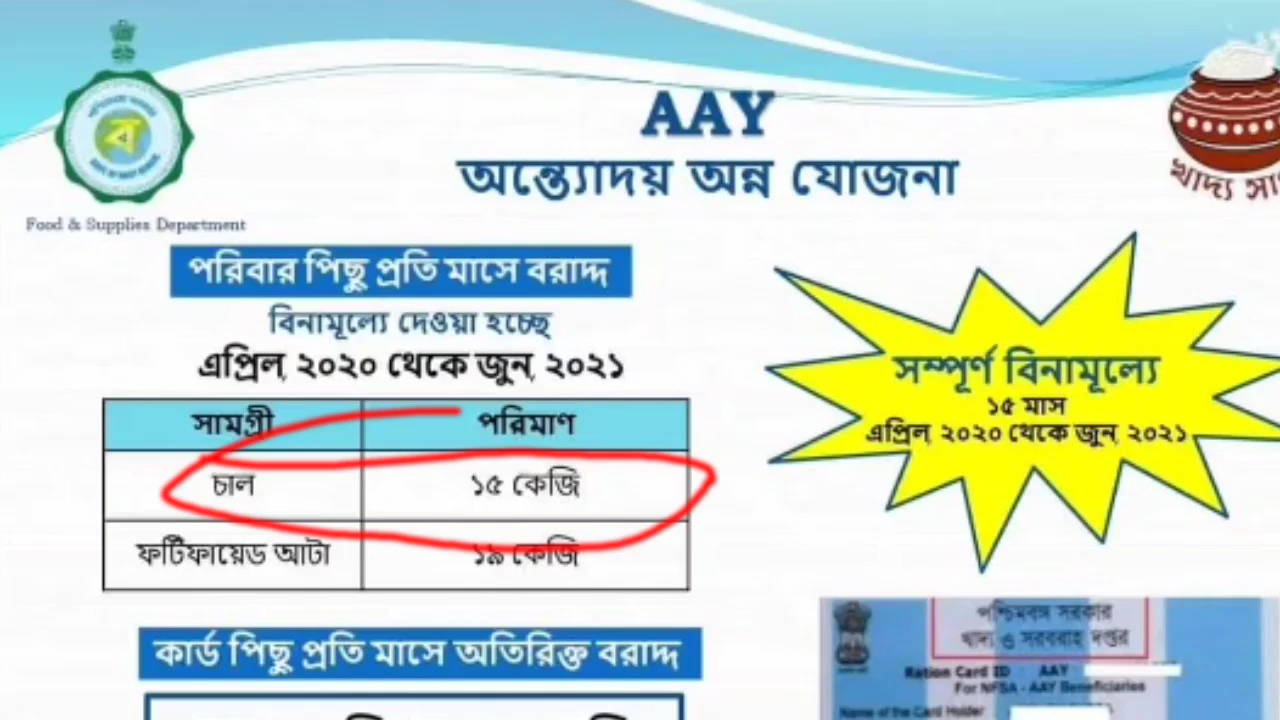 AAY
অন্ত্যোদয় অন্ন যোজনা
খাদ্য
Food & Supplies Department
পরিবার পিছু প্রতি মাসে বরাদ্দ
বিনামূল্যে দেওয়া হচ্ছে
এপ্রিল, ২০২০ থেকে জুন, ২০২১
সামগ্রী পরিমাণ
চাল ১৫ কেজি
ফর্টিফায়েড আটা ১৯ কেজি
সম্পূর্ণ বিনামূল্যে
১৫ মাস
এপ্রিল, ২০২০ থেকে জুন, ২০২১
কার্ড পিছু প্রতি মাসে অতিরিক্ত বরাদ্দ
পশ্চিমবঙ্গ সরকার
খাদ্য ও সরবরাহ দপ্তর
Ration Card ID AAY
For NFSA - AAY Beneficiaries
Name of the Card Holder